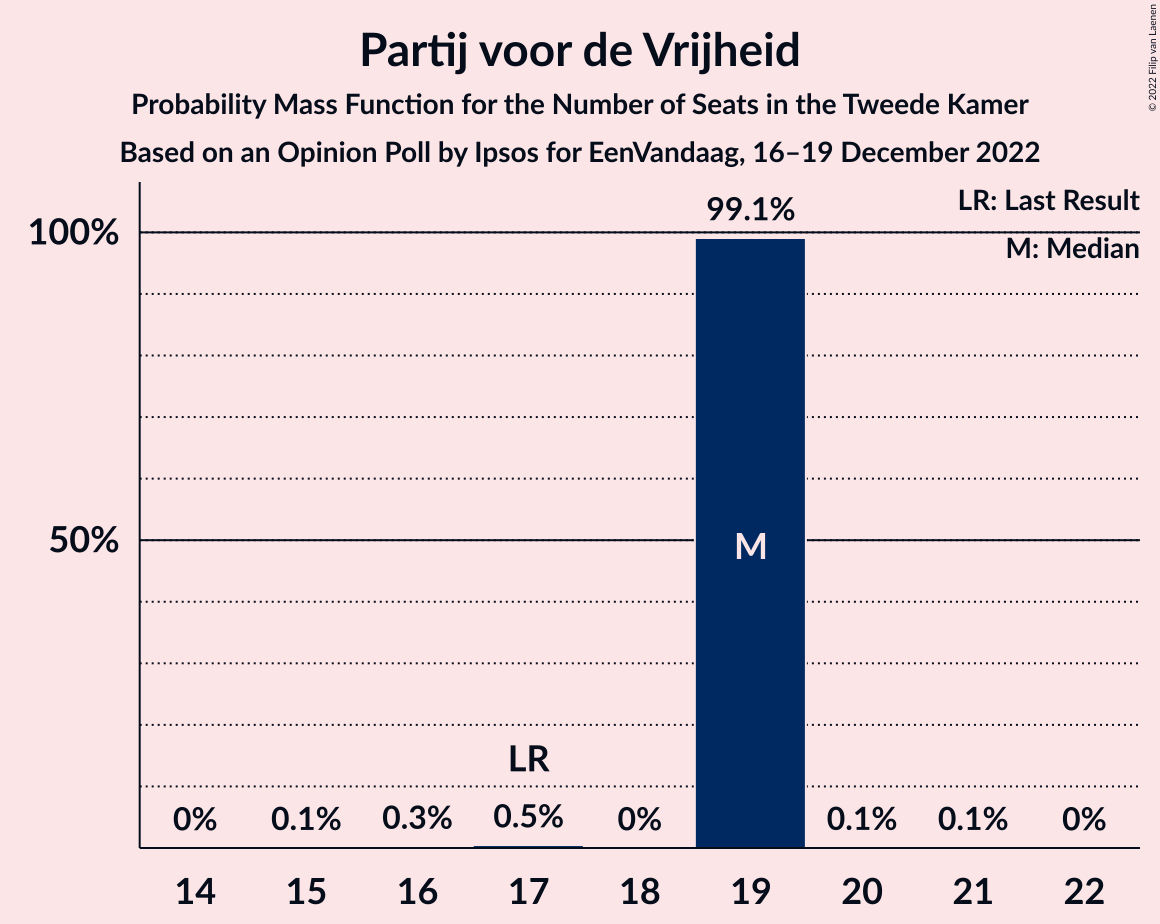 Partij voor de Vrijheid
Probability Mass Function for the Number of Seats in the Tweede Kamer
Based on an Opinion Poll by Ipsos for EenVandaag, 16–19 December 2022
© 2022 Filip van Laenen
LR: Last Result
M: Median
99.1%
100%
50%
M
LR
0%
0.1%
0.3%
0.5%
0%
0.1%
0.1%
0%
14
15
16
17
18
19
20
21
22